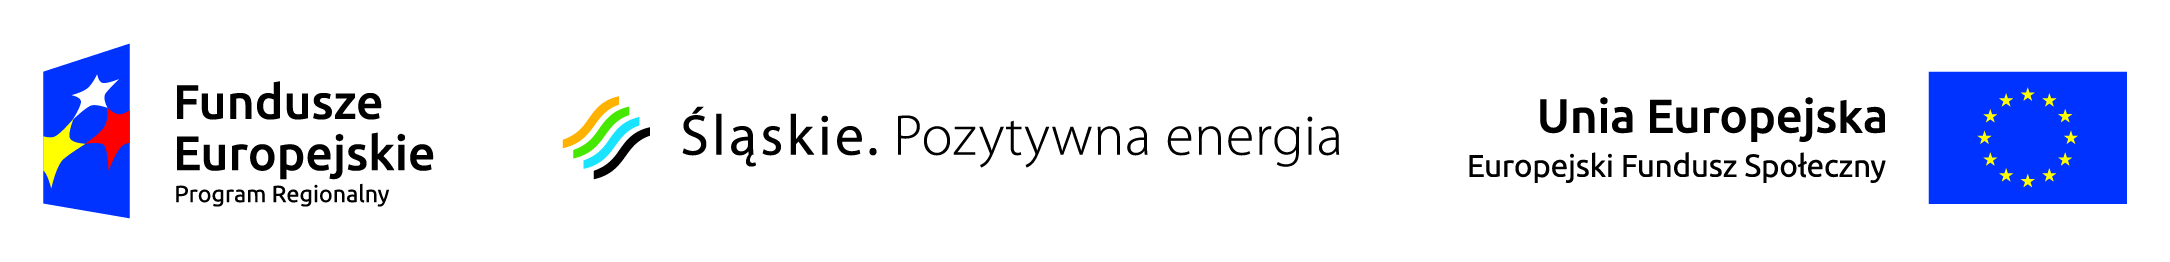 Fundusze
Europejskie
Program Regionalny
Śląskie. Pozytywna energia
Unia Europejska
Europejski Fundusz Społeczny